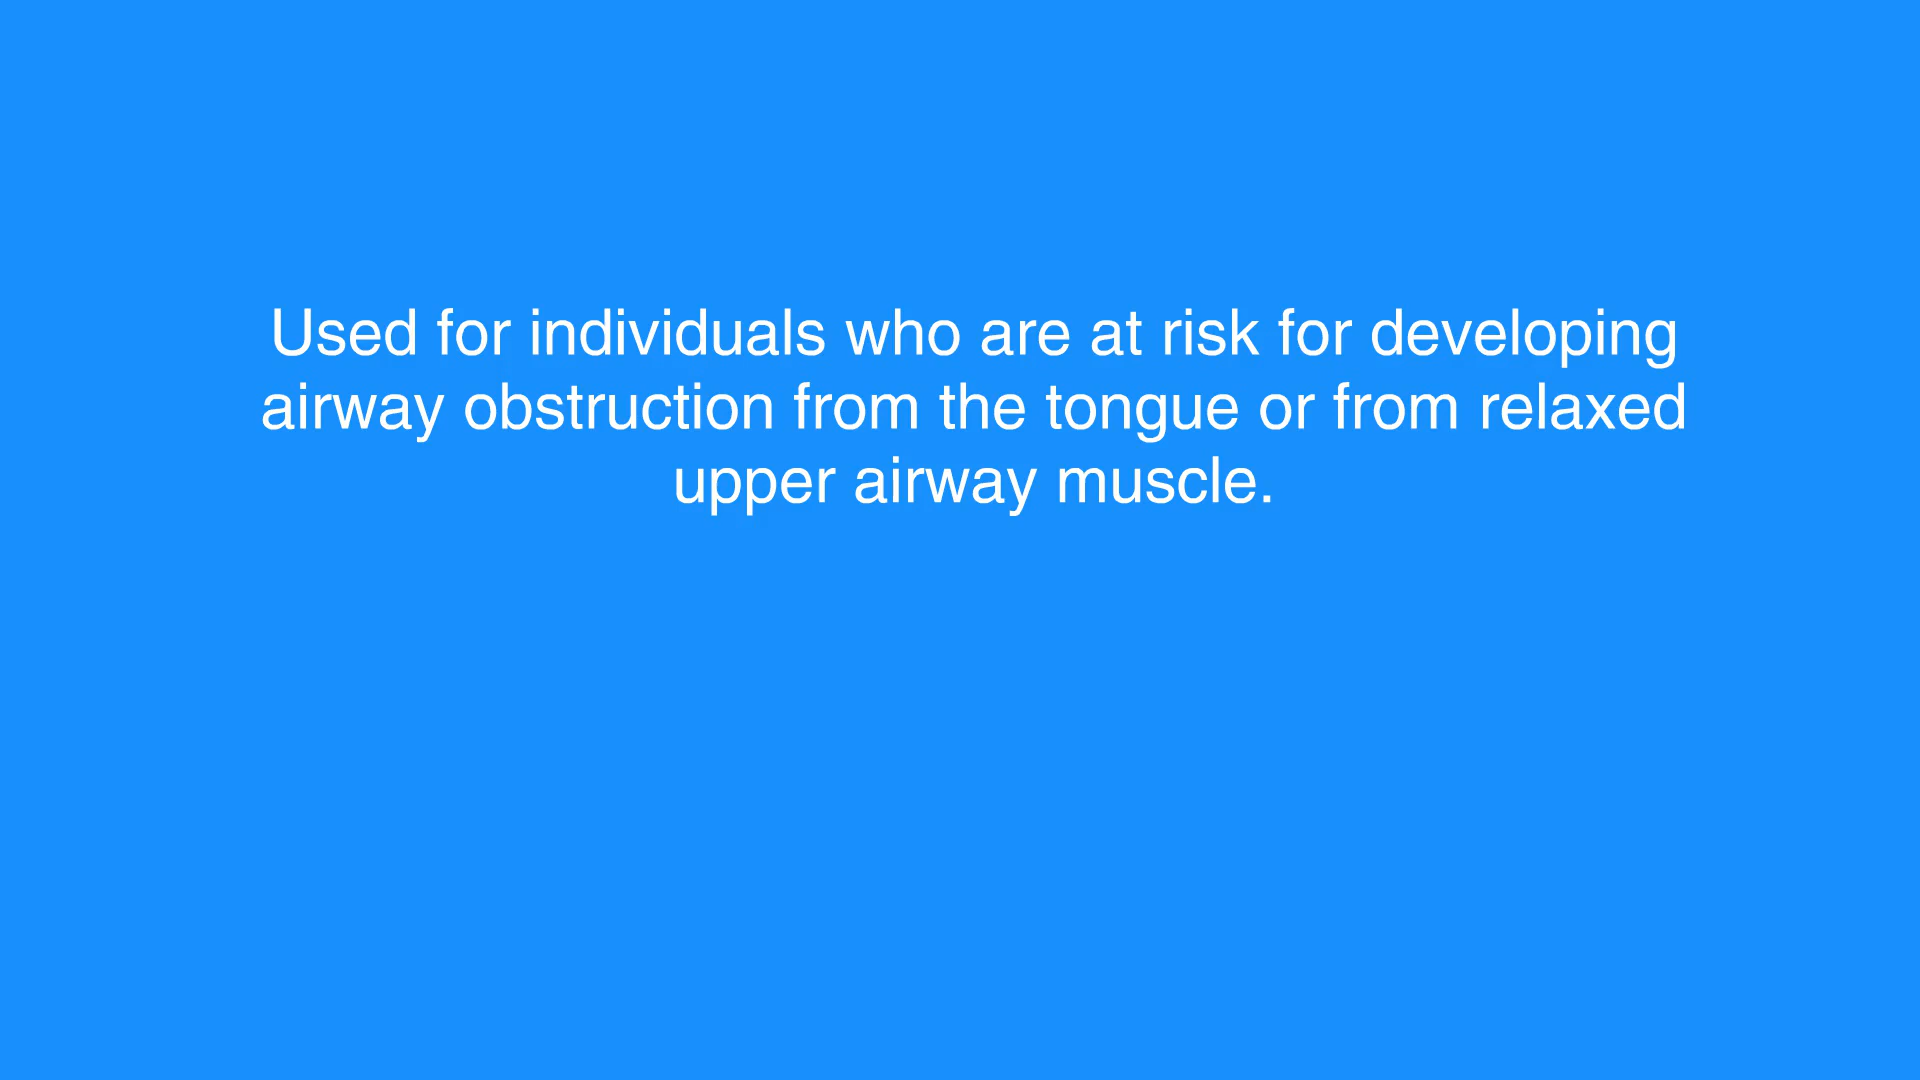 Used for individuals who are at risk for developing
airway obstruction from the tongue or from relaxed
upper airway muscle.